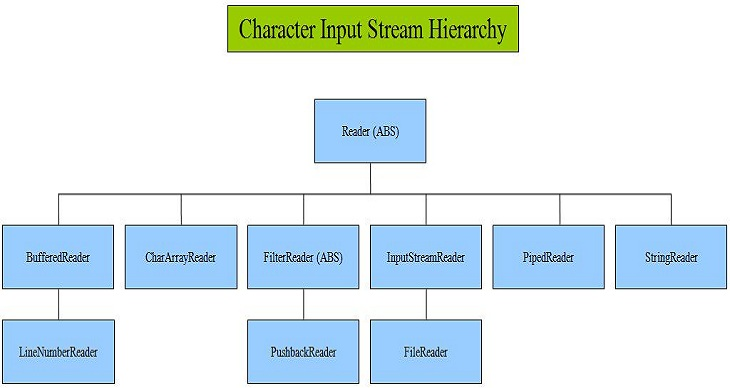 Character Input Stream Hierarchy
Reader (ABS)
BufferedReader
CharArrayReader
FilterReader (ABS)
InputStreamReader
PipedReader
StringReader
LineNumberReader
PushbackReader
FileReader